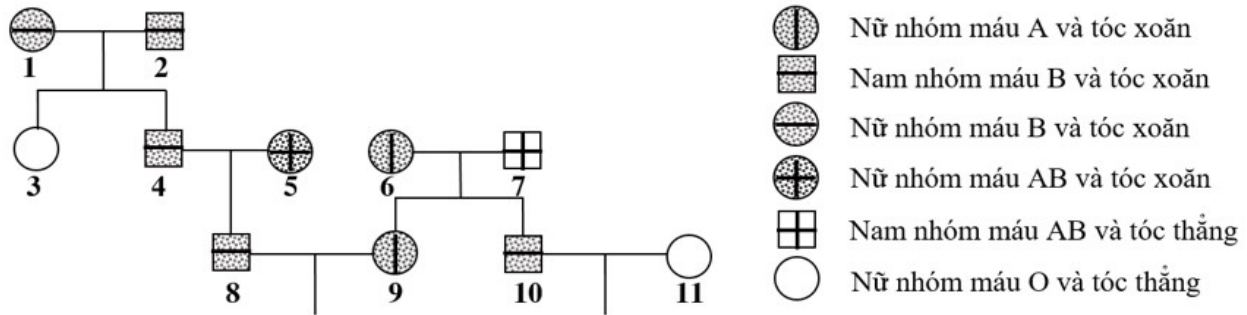 1
2
3
4
5
6
7
8
9
10
11
Nữ nhóm máu A và tóc xoăn
Nam nhóm máu B và tóc xoăn
Nữ nhóm máu B và tóc xoăn
Nữ nhóm máu AB và tóc xoăn
Nam nhóm máu AB và tóc thẳng
Nữ nhóm máu O và tóc thẳng